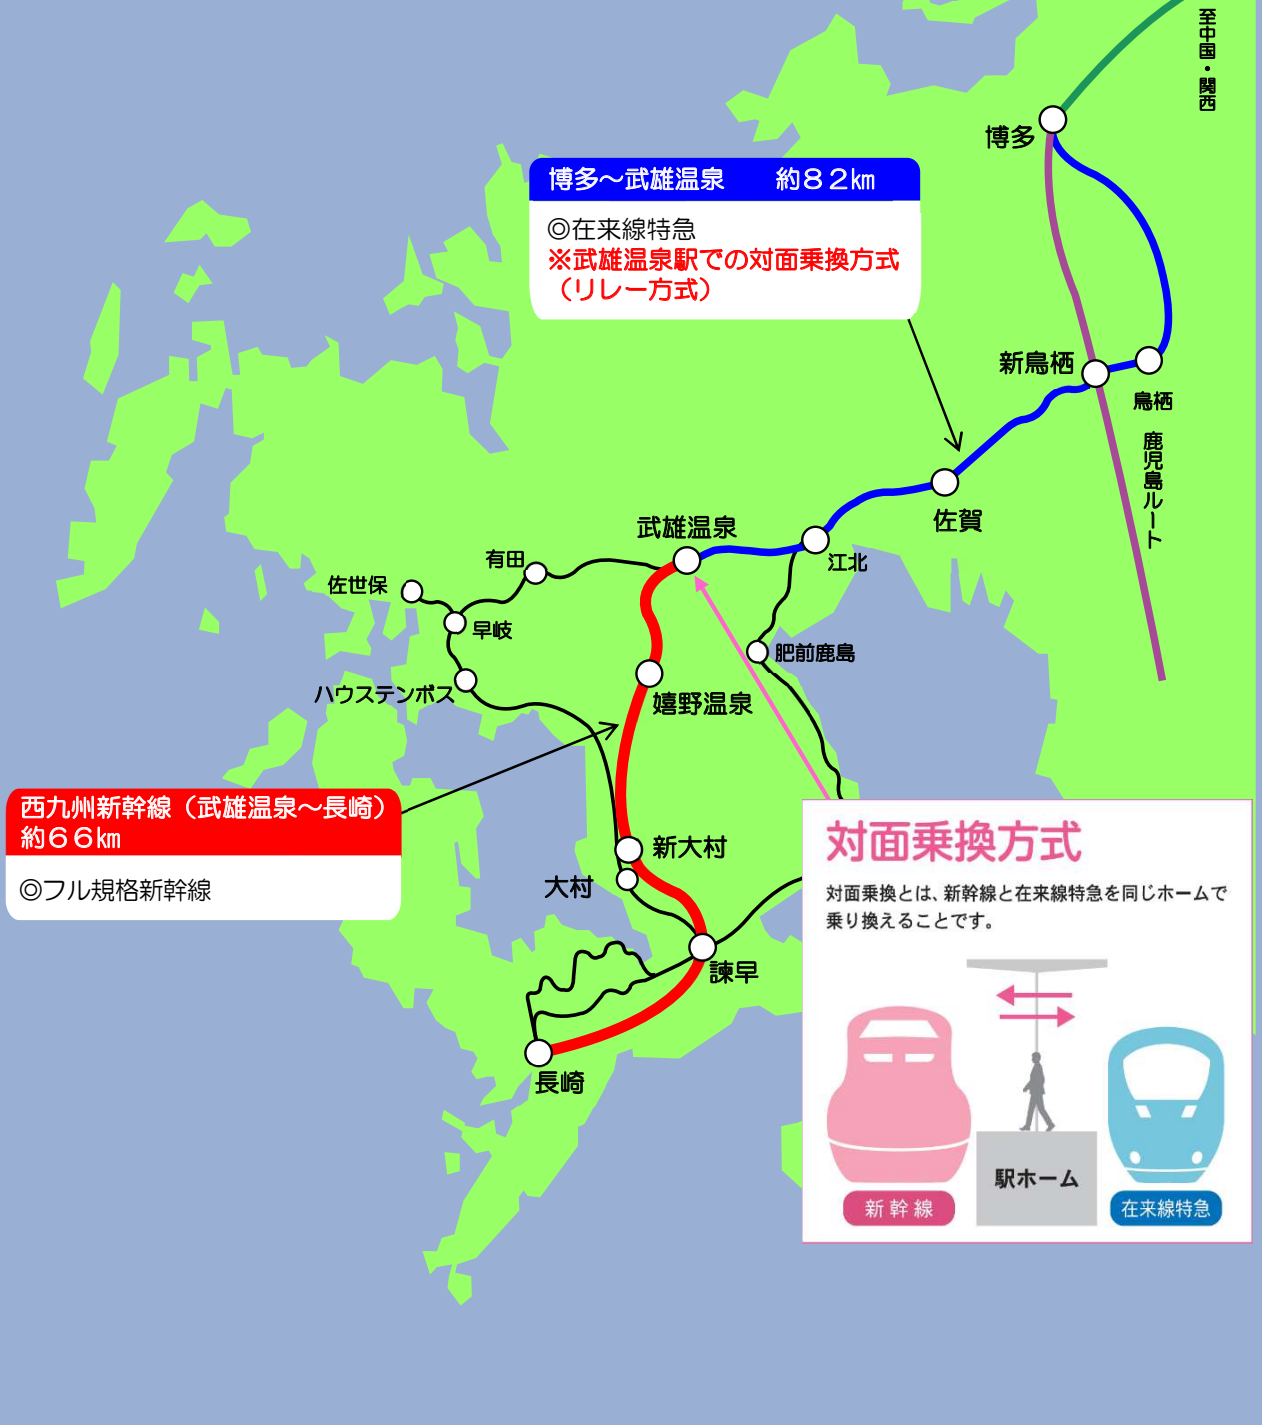 至中国・関西
博多
博多～武雄温泉　　約８２㎞
◎在来線特急
※武雄温泉駅での対面乗換方式
（リレー方式）
新鳥栖
鳥栖
鹿児島ルート
佐賀
武雄温泉
江北
有田
佐世保
早岐
肥前鹿島
ハウステンボス
嬉野温泉
西九州新幹線（武雄温泉～長崎）
約６６㎞
◎フル規格新幹線
新大村
大村
諫早
長崎
対面乗換方式
対面乗換とは、新幹線と在来線特急を同じホームで
乗り換えることです。
駅ホーム
新幹線
在来線特急